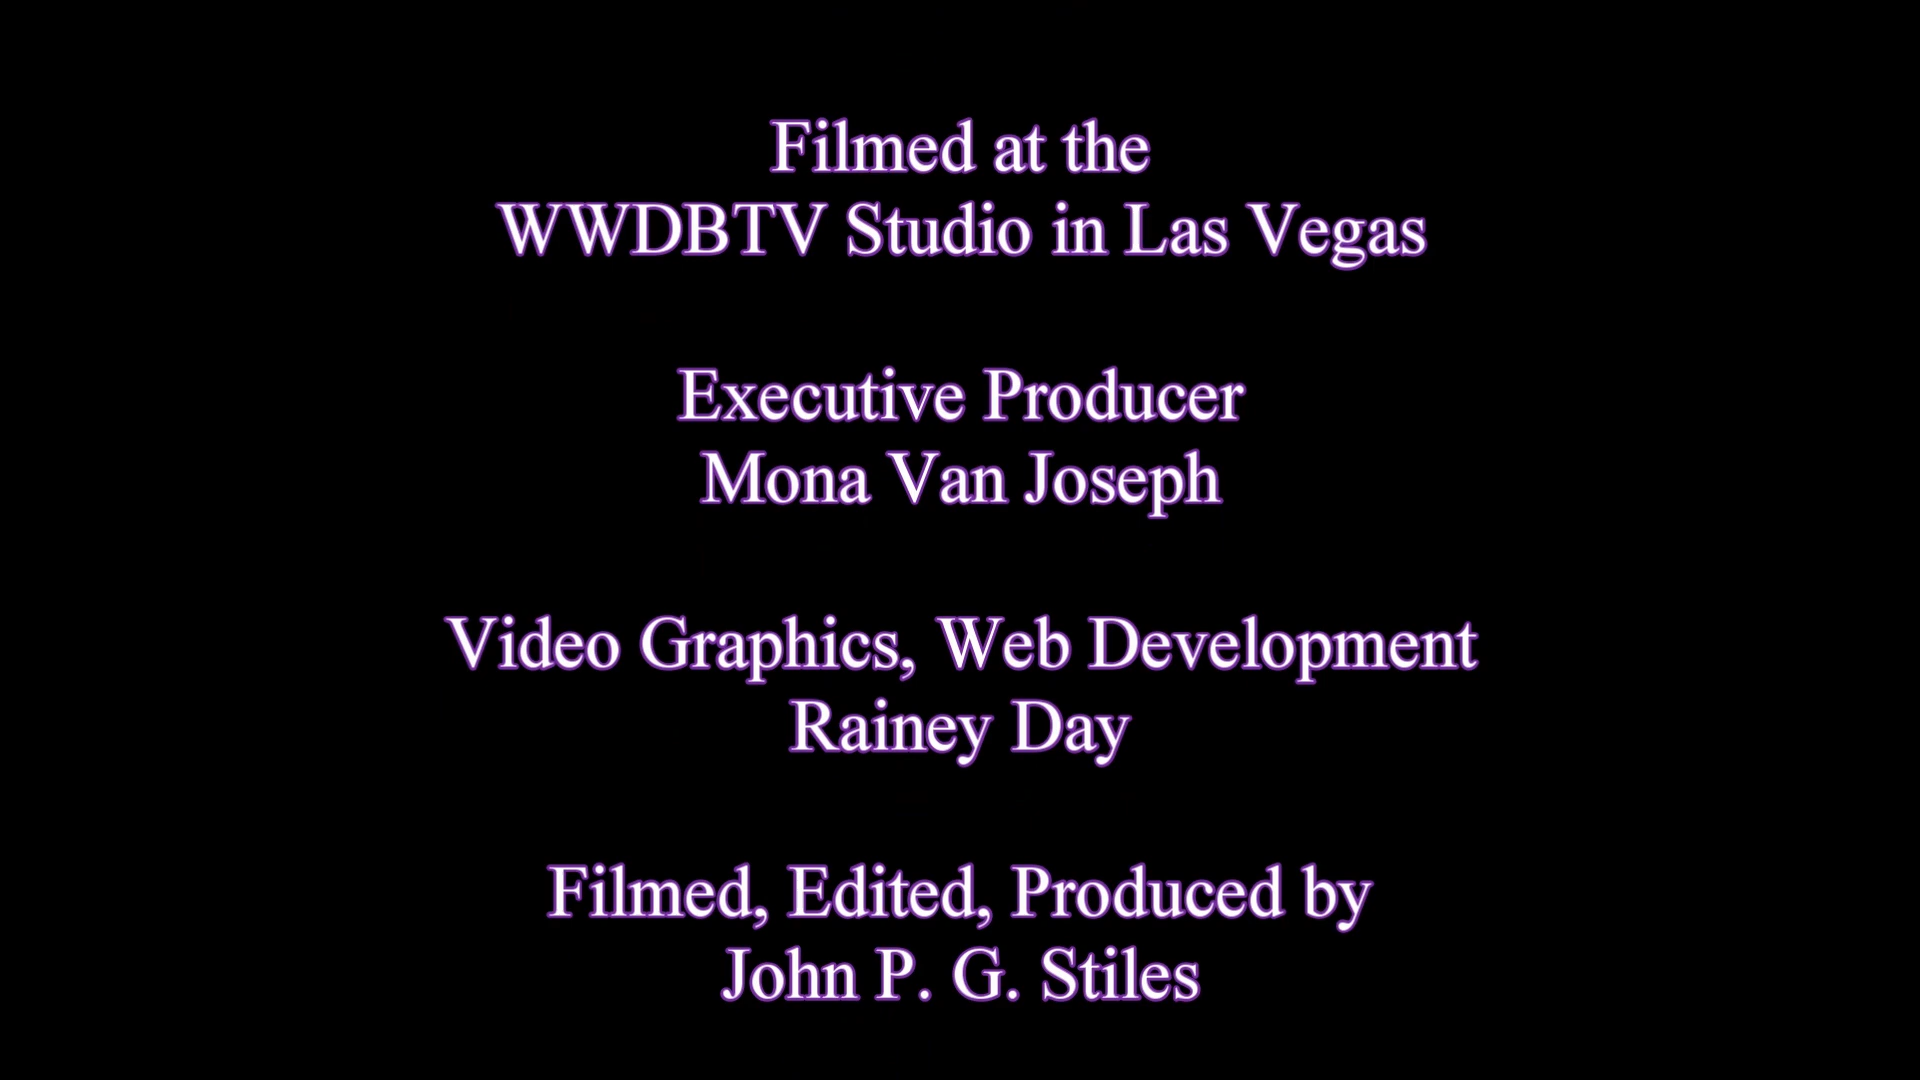 Filmed at the
WWDBTV Studio in Las Vegas
Executive Producer
Mona Van Joseph
Video Graphics, Web Development
Rainey Day
Filmed, Edited, Produced by
John P. G. Stiles